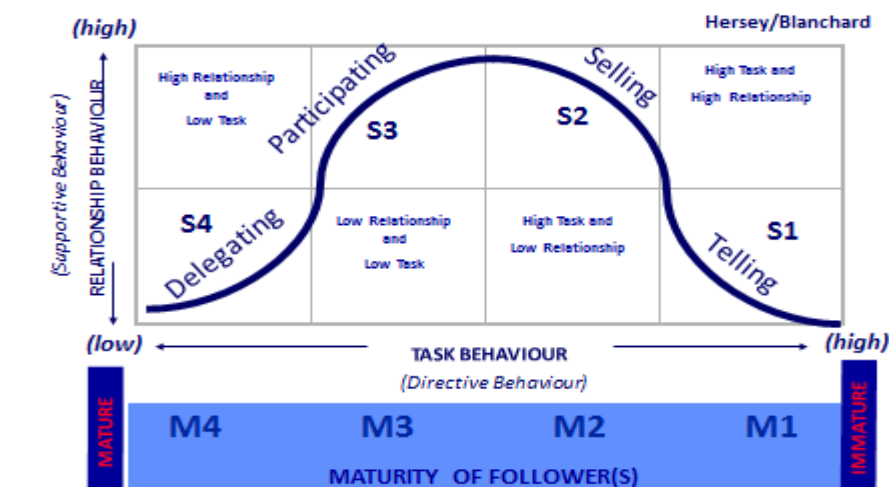 (high)
Hersey/Blanchard
(Supportive Behaviour)
RELATIONSHIP BEHAVIOUR
High Relationship
and
Low Task
Participating
S3
Selling
S2
High Task and
High Relationship
S4
Delegating
Low Relationship
and
Low Task
High Task and
Low Relationship
S1
Telling
(low)
TASK BEHAVIOUR
(high)
(Directive Behaviour)
MATURE
M4
M3
M2
M1
IMMATURE
MATURITY OF FOLLOWER(S)